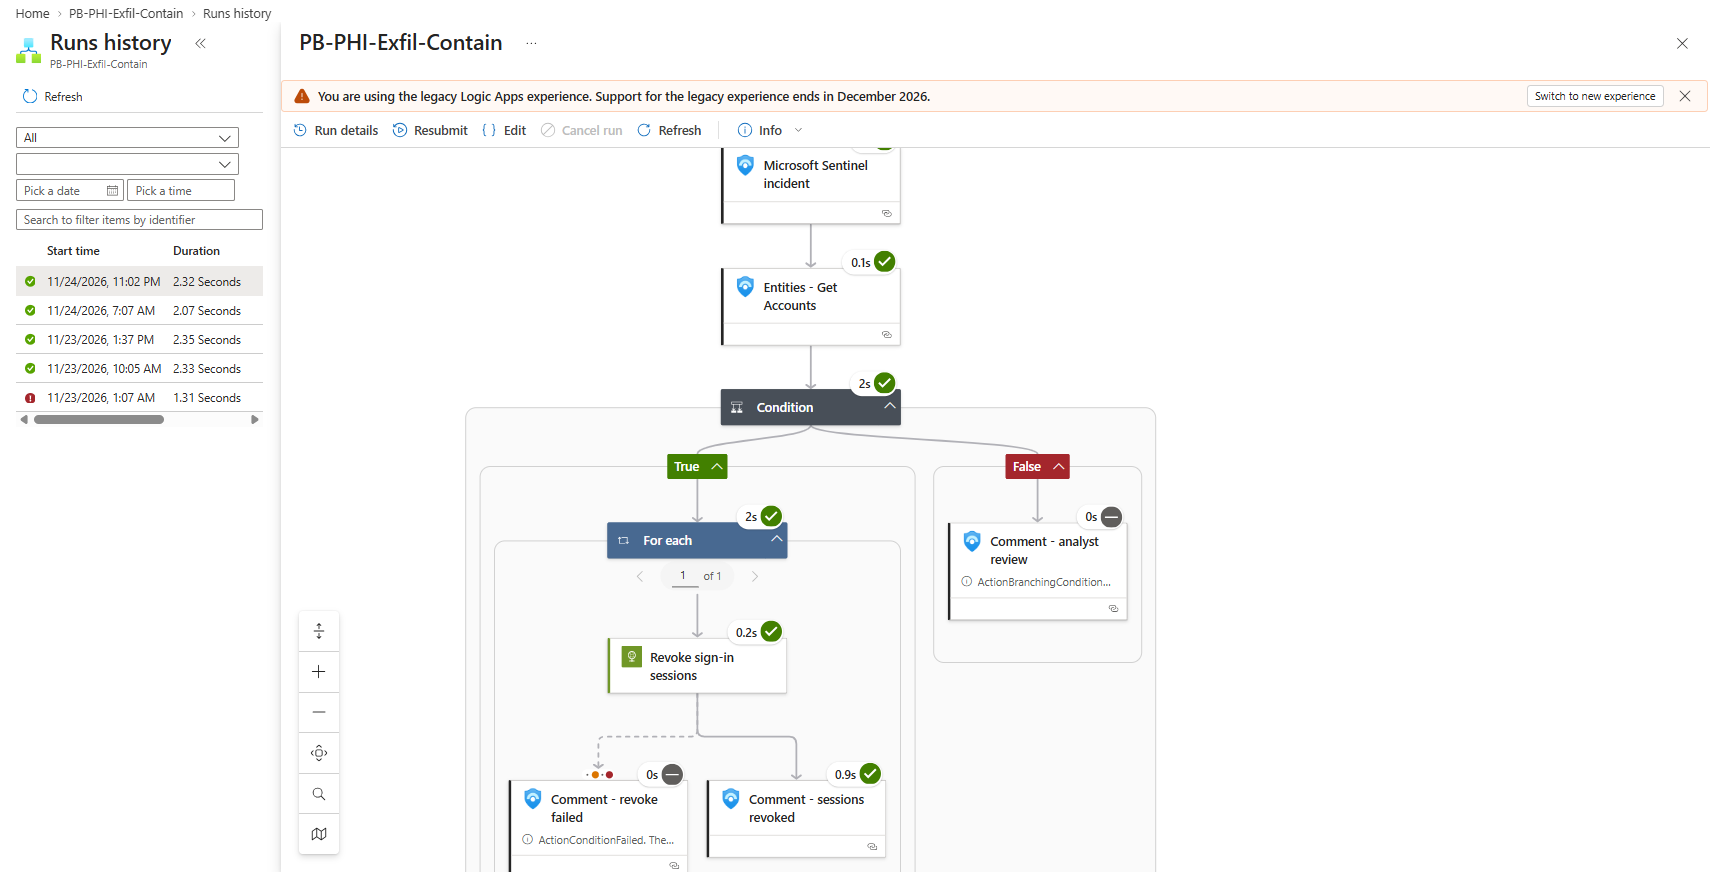 Home > PB-PHI-Exfil-Contain > Runs history
Runs history
PB-PHI-Exfil-Contain
Refresh
All
Pick a date
Pick a time
Search to filter items by identifier
Start time Duration
11/24/2026, 11:02 PM 2.32 Seconds
11/24/2026, 7:07 AM 2.07 Seconds
11/23/2026, 1:37 PM 2.35 Seconds
11/23/2026, 10:05 AM 2.33 Seconds
11/23/2026, 1:07 AM 1.31 Seconds
PB-PHI-Exfil-Contain ...
You are using the legacy Logic Apps experience. Support for the legacy experience ends in December 2026.
Switch to new experience
Run details
Resubmit
{ } Edit
Cancel run
Refresh
Info
Microsoft Sentinel
incident
0.1s
Entities - Get
Accounts
2s
Condition
True
False
2s
For each
1 of 1
0.2s
Revoke sign-in
sessions
0s
Comment - revoke
failed
ActionConditionFailed. The...
0.9s
Comment - sessions
revoked
0s
Comment - analyst
review
ActionBranchingCondition...